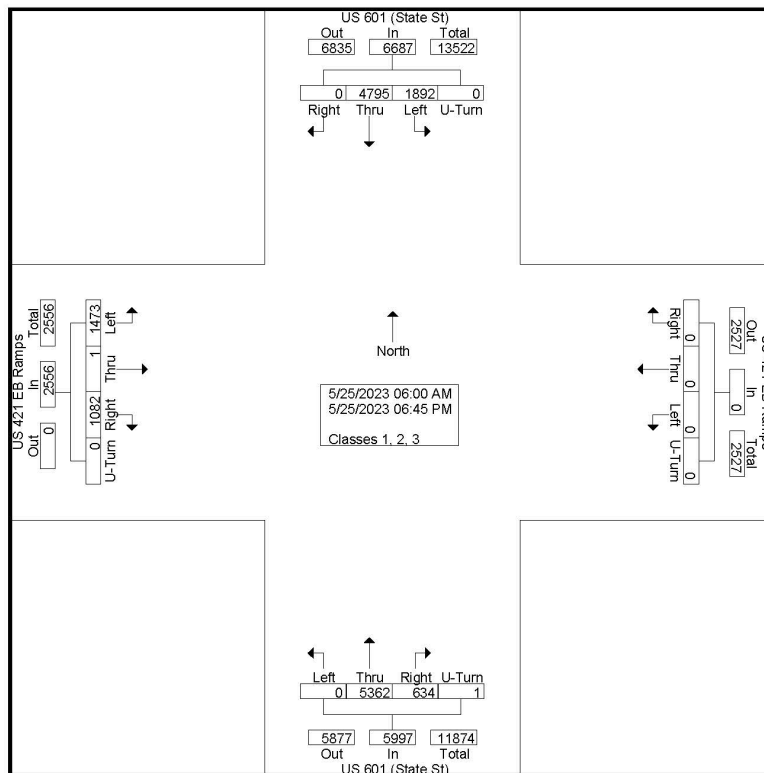 US 601 (State St)
Out In Total
6835 6687 13522
0 4795 1892 0
Right Thru Left U-Turn
US 421 EB Ramps
Total In Out
2556 2556 0
1473 1 1082 0
Left Thru Right U-Turn
North
5/25/2023 06:00 AM
5/25/2023 06:45 PM
Classes 1, 2, 3
Right Thru Left U-Turn
0 0 0 0
Out In Total
2527 0 2527
EB Ramps
Left Thru Right U-Turn
0 5362 634 1
5877 5997 11874
Out In Total
US 601 (State St)